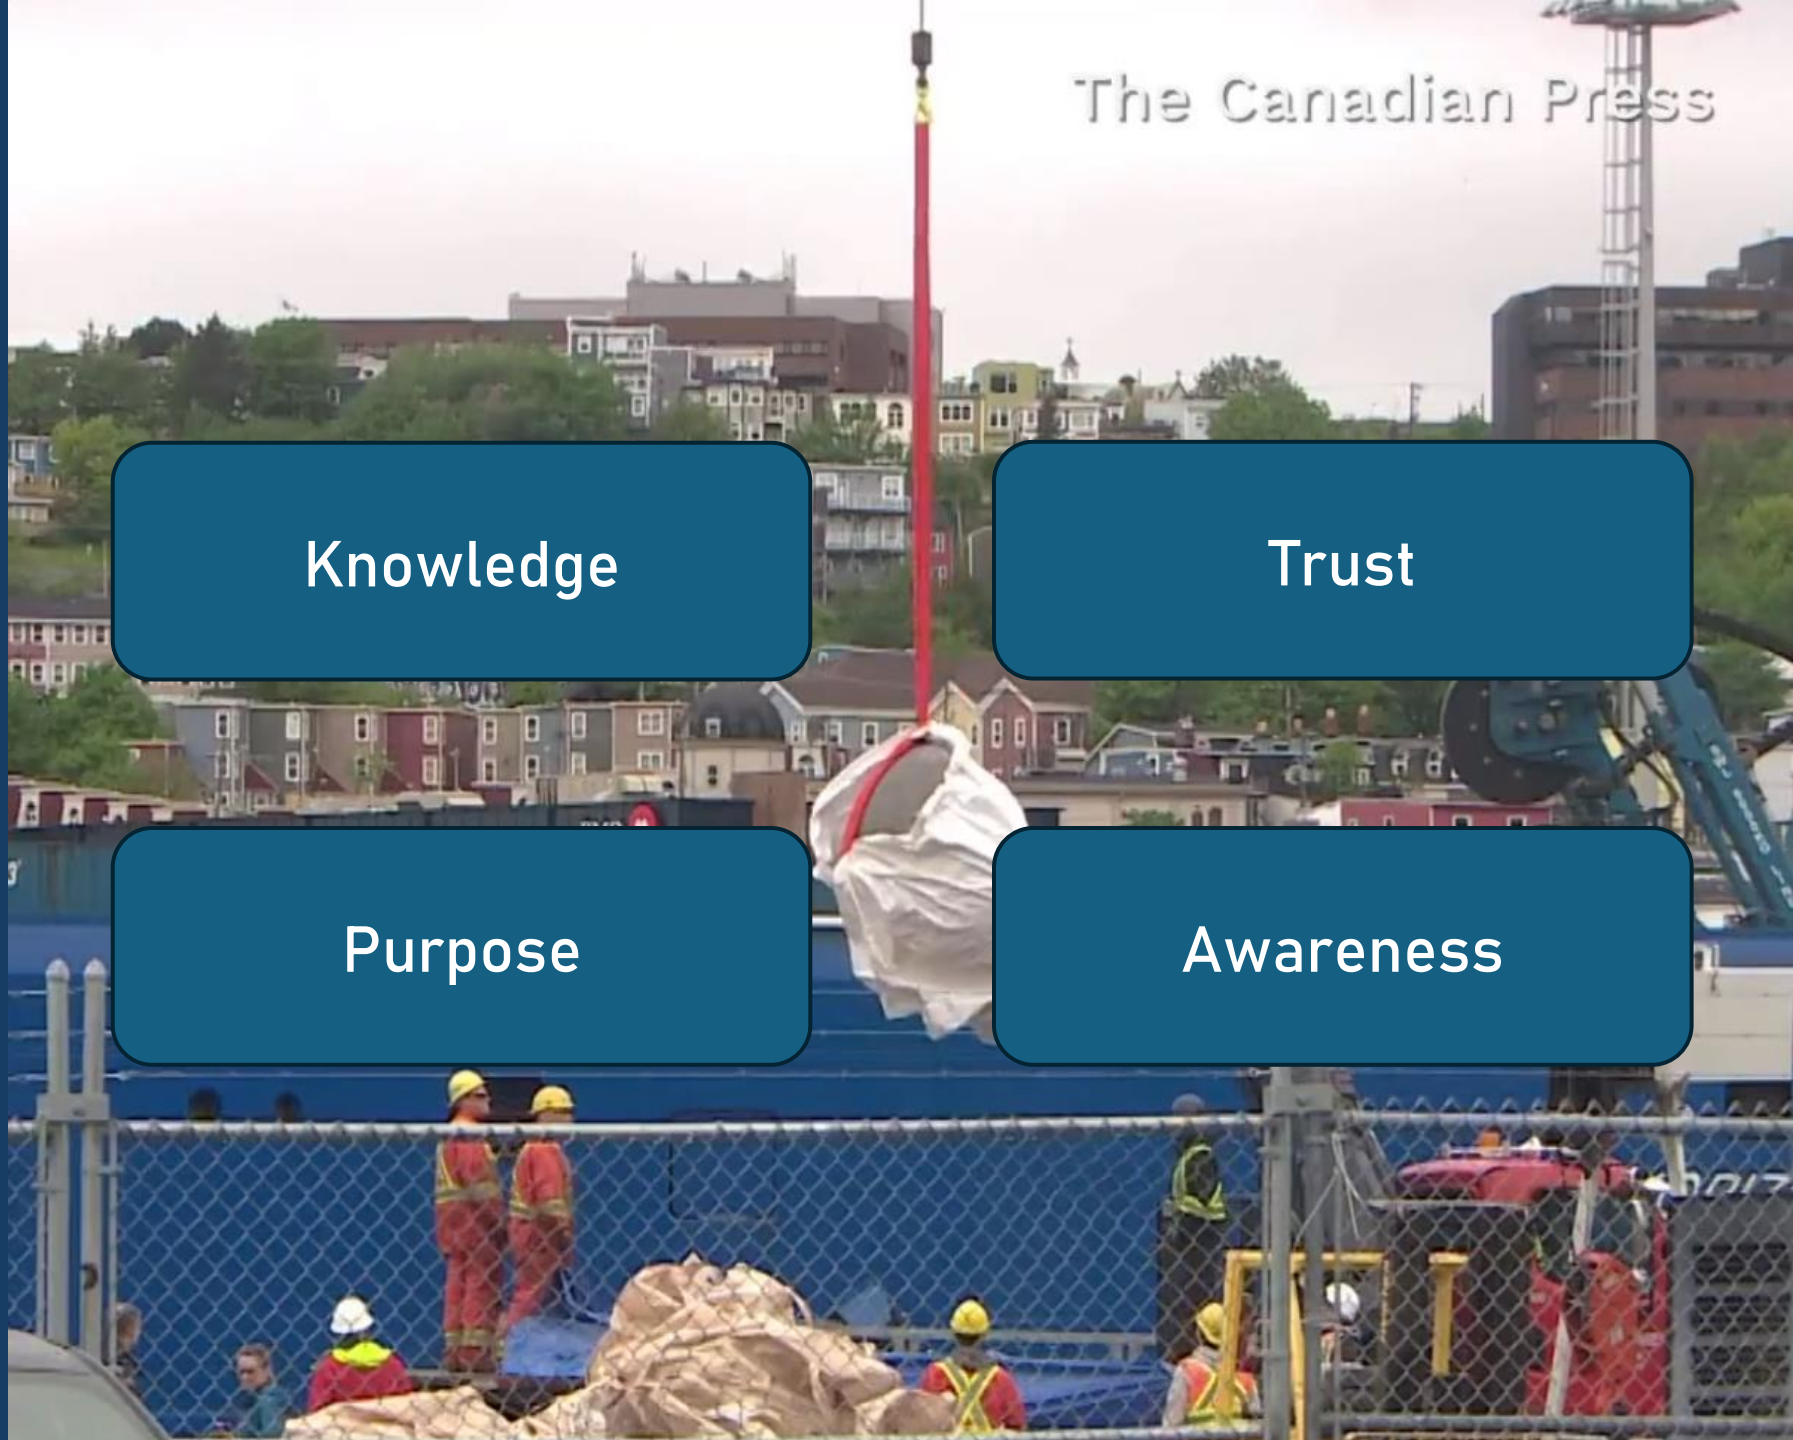 The Canadian Press
Knowledge
Trust
Purpose
Awareness